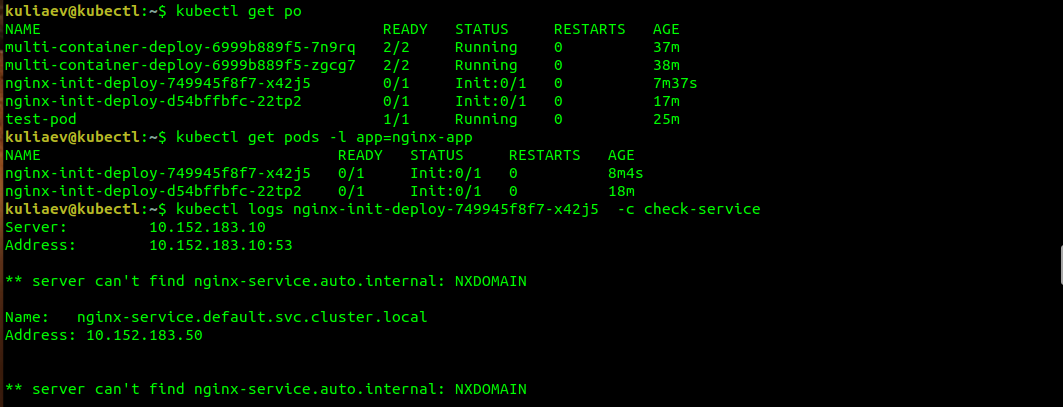 kuliaev@kubectl:~$ kubectl get po
NAME READY STATUS RESTARTS AGE
multi-container-deploy-6999b889f5-7n9rq 2/2 Running 0 37m
multi-container-deploy-6999b889f5-zgcg7 2/2 Running 0 38m
nginx-init-deploy-749945f8f7-x42j5 0/1 Init:0/1 0 7m37s
nginx-init-deploy-d54bffbfc-22tp2 0/1 Init:0/1 0 17m
test-pod 1/1 Running 0 25m
kuliaev@kubectl:~$ kubectl get pods -l app=nginx-app
NAME READY STATUS RESTARTS AGE
nginx-init-deploy-749945f8f7-x42j5 0/1 Init:0/1 0 8m4s
nginx-init-deploy-d54bffbfc-22tp2 0/1 Init:0/1 0 18m
kuliaev@kubectl:~$ kubectl logs nginx-init-deploy-749945f8f7-x42j5 -c check-service
Server: 10.152.183.10
Address: 10.152.183.10:53
** server can't find nginx-service.auto.internal: NXDOMAIN
Name: nginx-service.default.svc.cluster.local
Address: 10.152.183.50
** server can't find nginx-service.auto.internal: NXDOMAIN